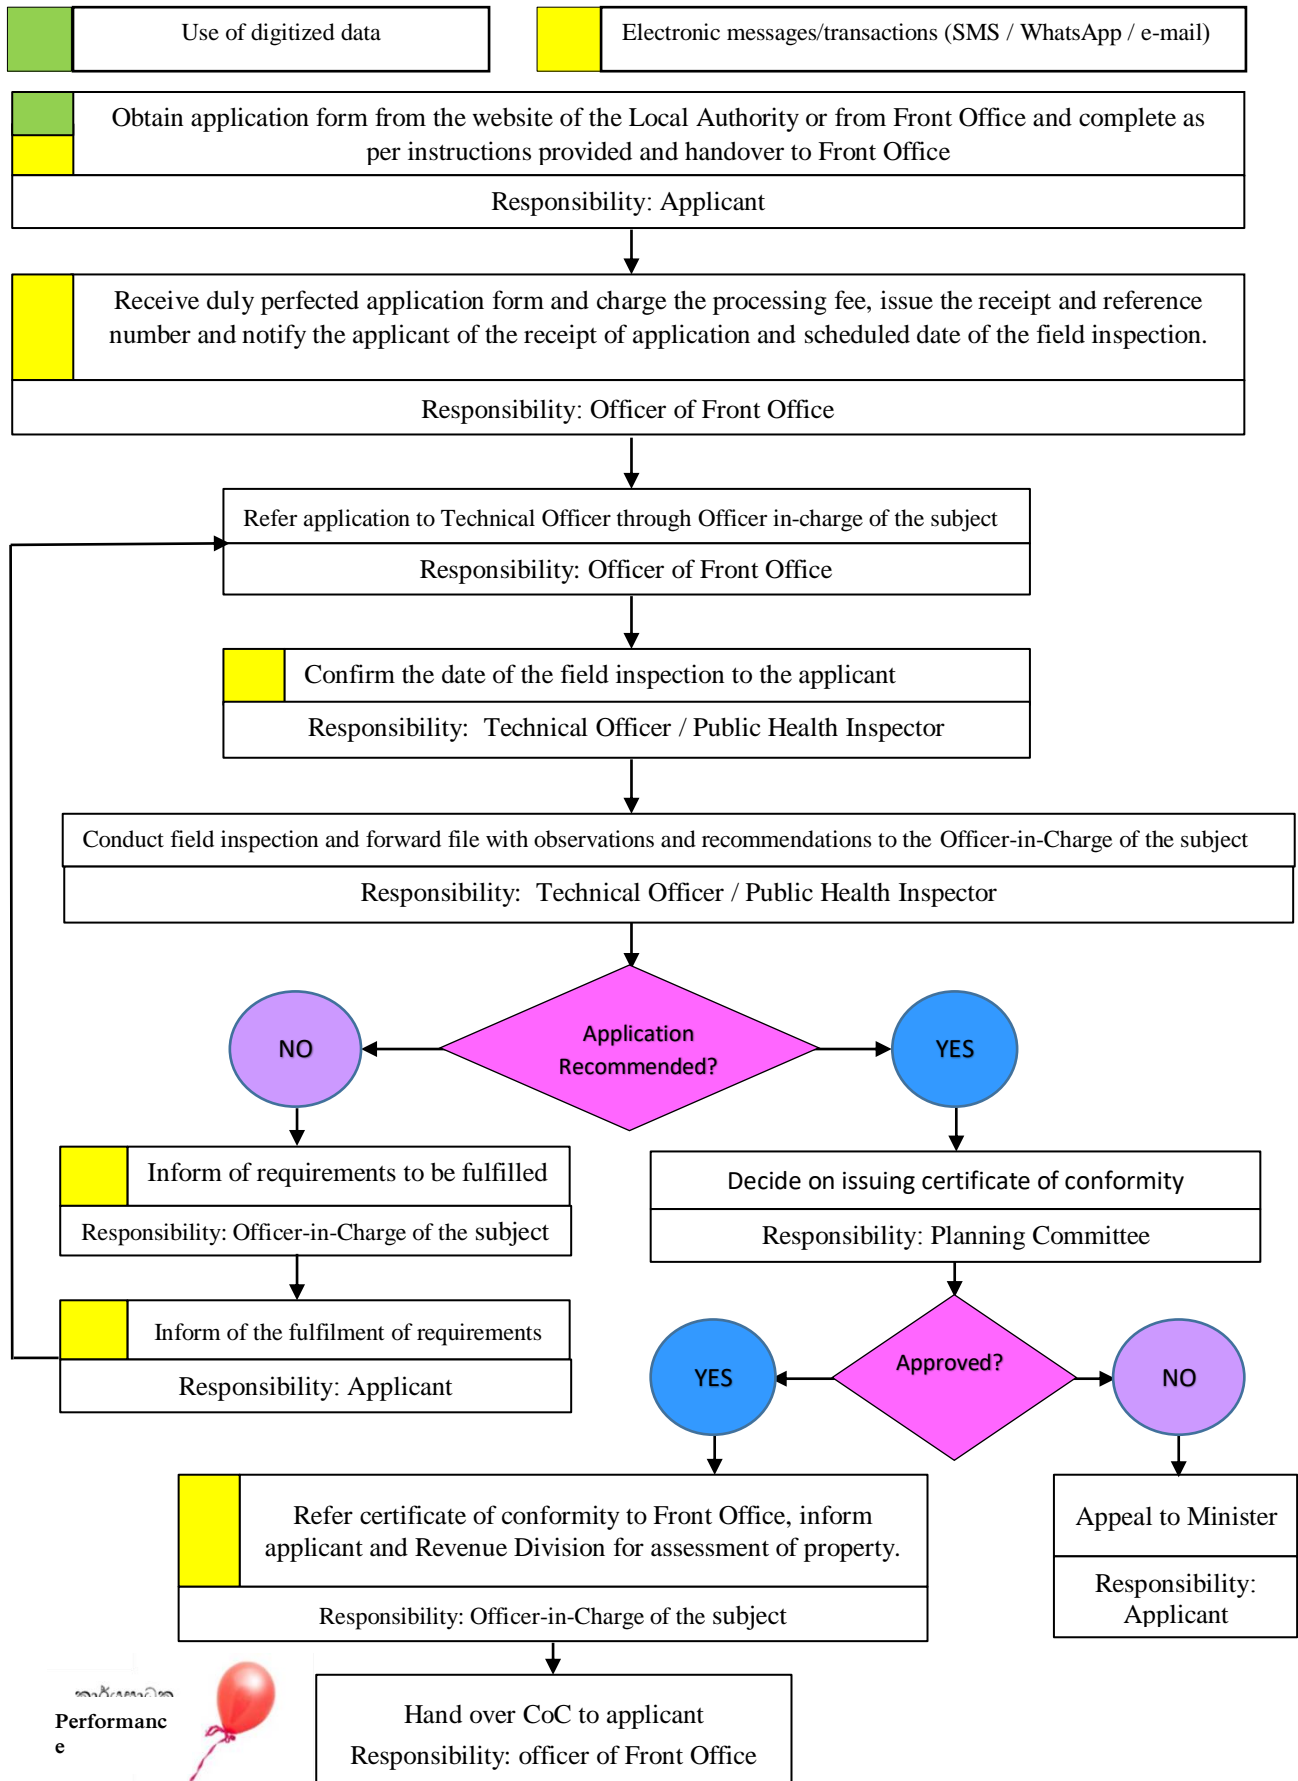 Use of digitized data
Electronic messages/transactions (SMS / WhatsApp / e-mail)
Obtain application form from the website of the Local Authority or from Front Office and complete as
per instructions provided and handover to Front Office
Responsibility: Applicant
Receive duly perfected application form and charge the processing fee, issue the receipt and reference
number and notify the applicant of the receipt of application and scheduled date of the field inspection.
Responsibility: Officer of Front Office
Refer application to Technical Officer through Officer in-charge of the subject
Responsibility: Officer of Front Office
Confirm the date of the field inspection to the applicant
Responsibility: Technical Officer / Public Health Inspector
Conduct field inspection and forward file with observations and recommendations to the Officer-in-Charge of the subject
Responsibility: Technical Officer / Public Health Inspector
Application
Recommended?
NO
YES
Inform of requirements to be fulfilled
Responsibility: Officer-in-Charge of the subject
Decide on issuing certificate of conformity
Responsibility: Planning Committee
Inform of the fulfilment of requirements
Responsibility: Applicant
Approved?
YES
NO
Refer certificate of conformity to Front Office, inform
applicant and Revenue Division for assessment of property.
Responsibility: Officer-in-Charge of the subject
Appeal to Minister
Responsibility:
Applicant
Performanc
e
Hand over CoC to applicant
Responsibility: officer of Front Office